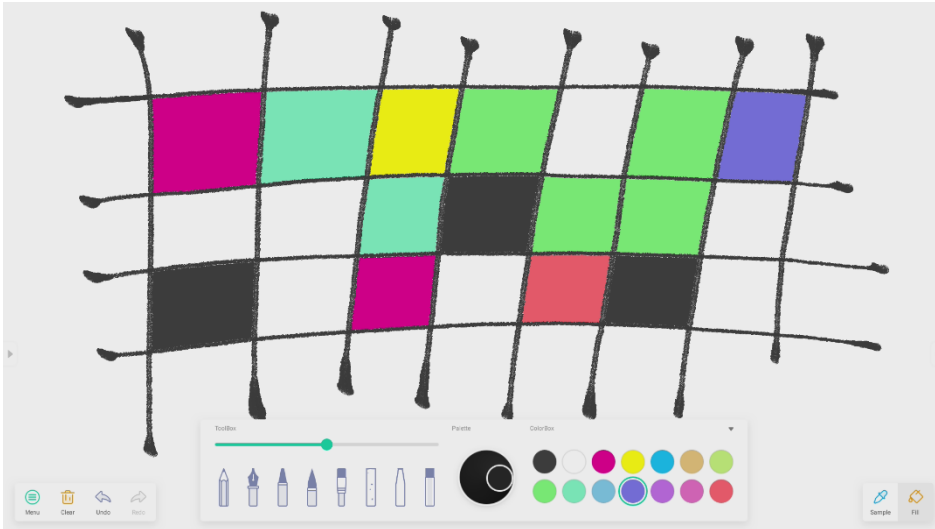 ToolBox
Palette
ColorBox
Menu
Clear
Undo
Redo
Sample
Fill